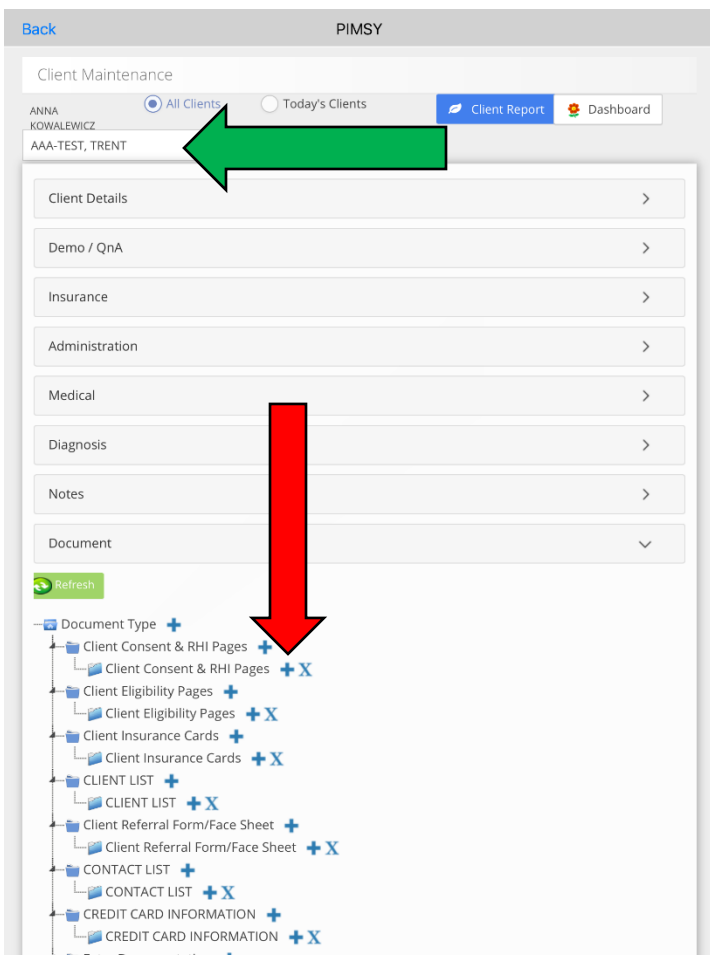 Back PIMSY
Client Maintenance
ANNA KOWALEWICZ
All Clients Today's Clients Client Report Dashboard
AAA-TEST, TRENT
Client Details
Demo / QnA
Insurance
Administration
Medical
Diagnosis
Notes
Document
Refresh
Document Type
Client Consent & RHI Pages
Client Consent & RHI Pages X
Client Eligibility Pages
Client Eligibility Pages X
Client Insurance Cards
Client Insurance Cards X
CLIENT LIST
CLIENT LIST X
Client Referral Form/Face Sheet
Client Referral Form/Face Sheet X
CONTACT LIST
CONTACT LIST X
CREDIT CARD INFORMATION
CREDIT CARD INFORMATION X